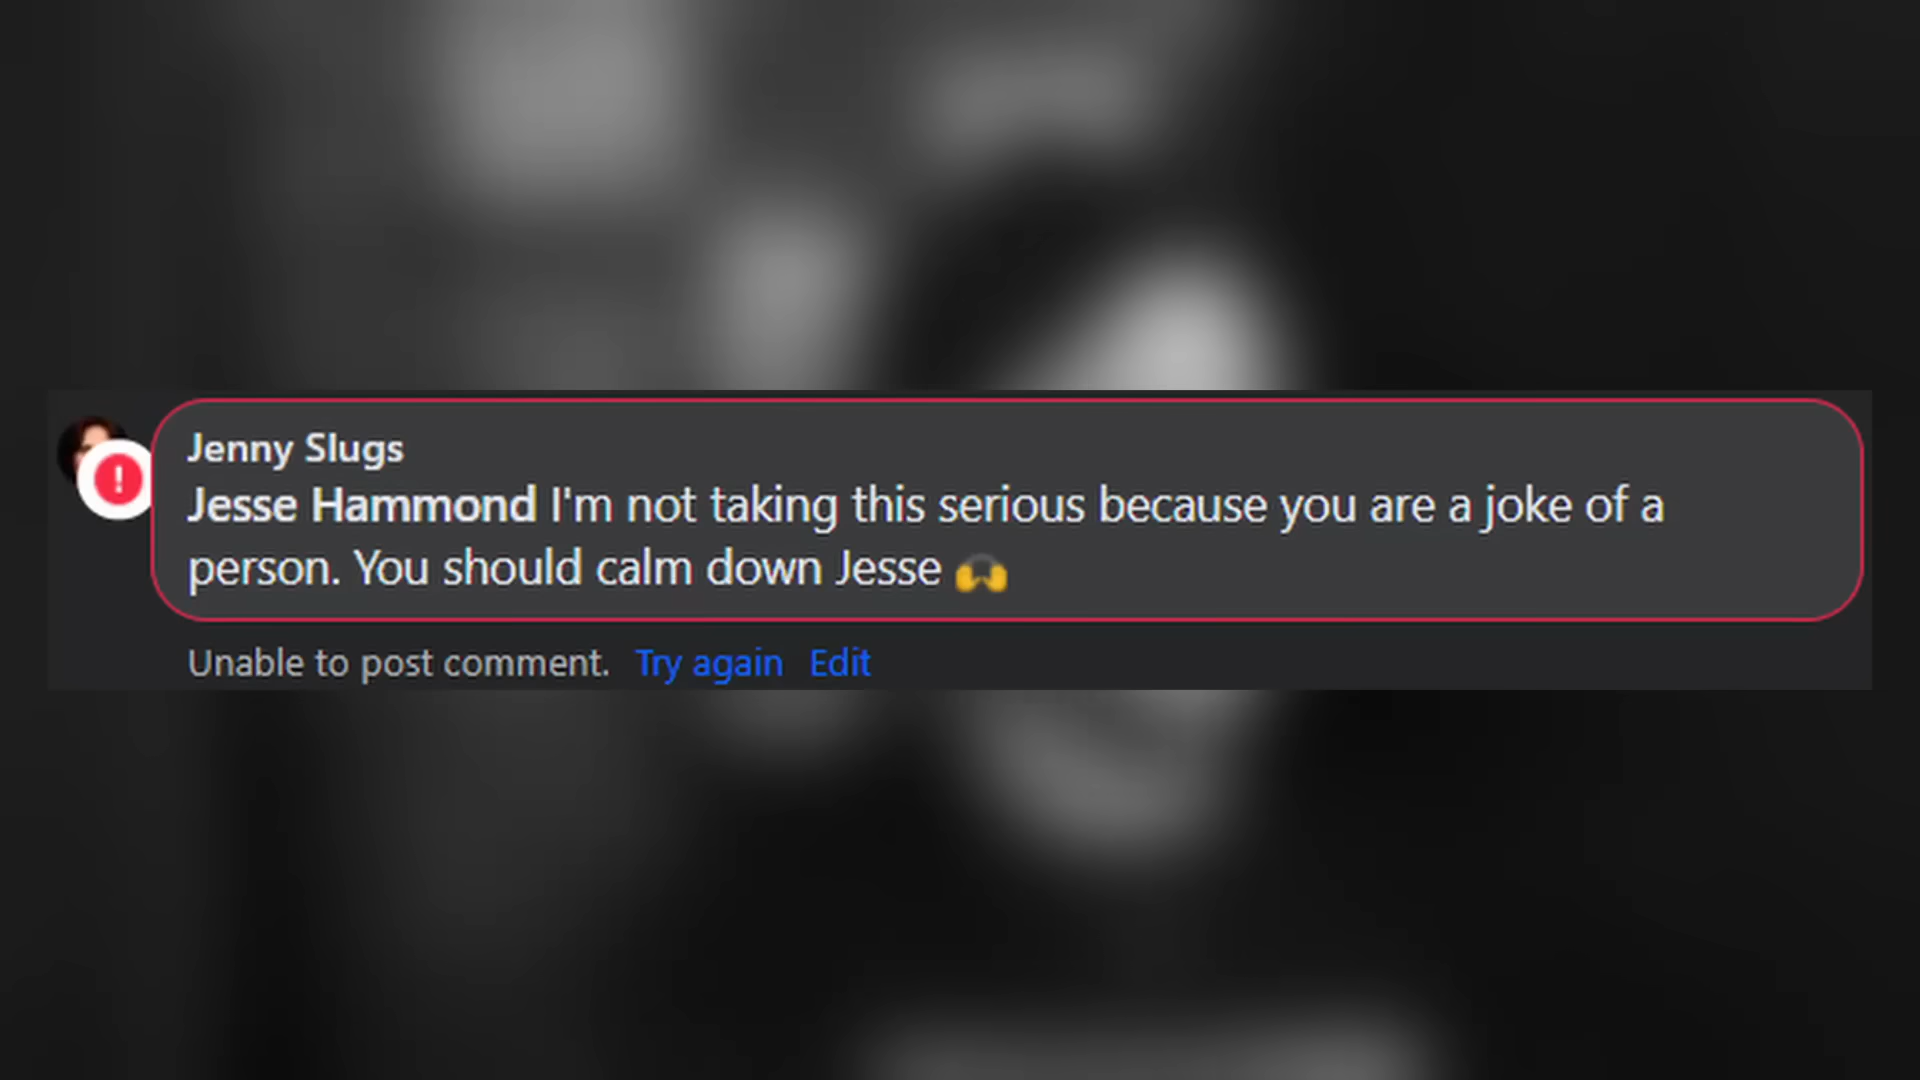 Jenny Slugs
Jesse Hammond I'm not taking this serious because you are a joke of a
person. You should calm down Jesse
Unable to post comment. Try again Edit